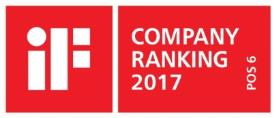 iF
COMPANY
RANKING
2017
POS 6